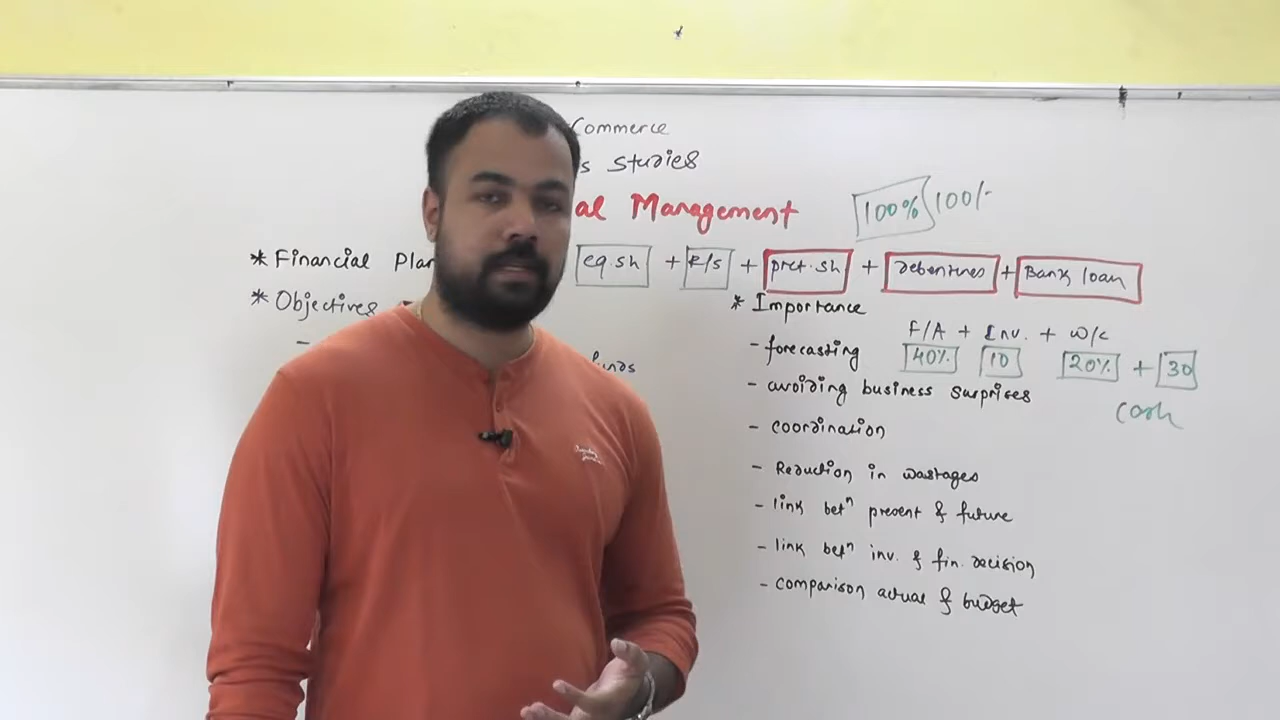 Commerce
s Studies
al Management
100% 100%
* Financial Plan
eq sh + R/s + pref. sh + Debentures + Bank loan
* Objectives
-
* Importance
F/A + Inv. + w/c
- forecasting
40% 10 20% + 30
cash
- avoiding business surprises
- coordination
- Reduction in wastages
- link betⁿ present & future
- link betⁿ inv. & fin. decision
- comparison actual & budget